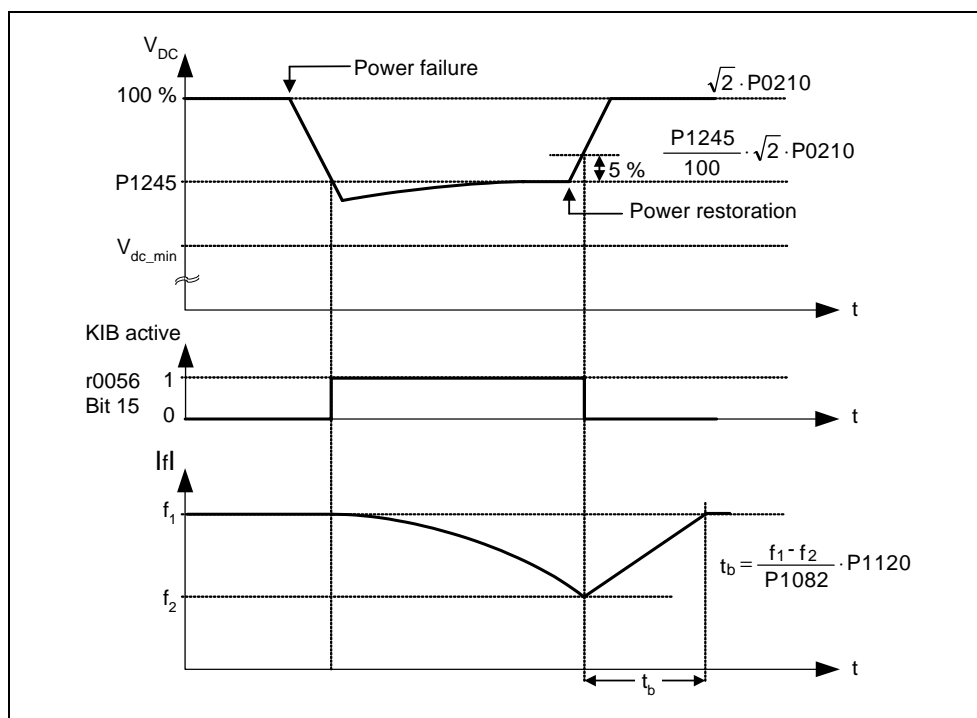 V_DC
Power failure
100 %
√2 · P0210
P1245/100 · √2 · P0210
5 %
P1245
Power restoration
V_dc_min
t
KIB active
r0056
Bit 15
1
0
t
|f|
f_1
t_b = (f_1 - f_2)/P1082 · P1120
f_2
t
t_b